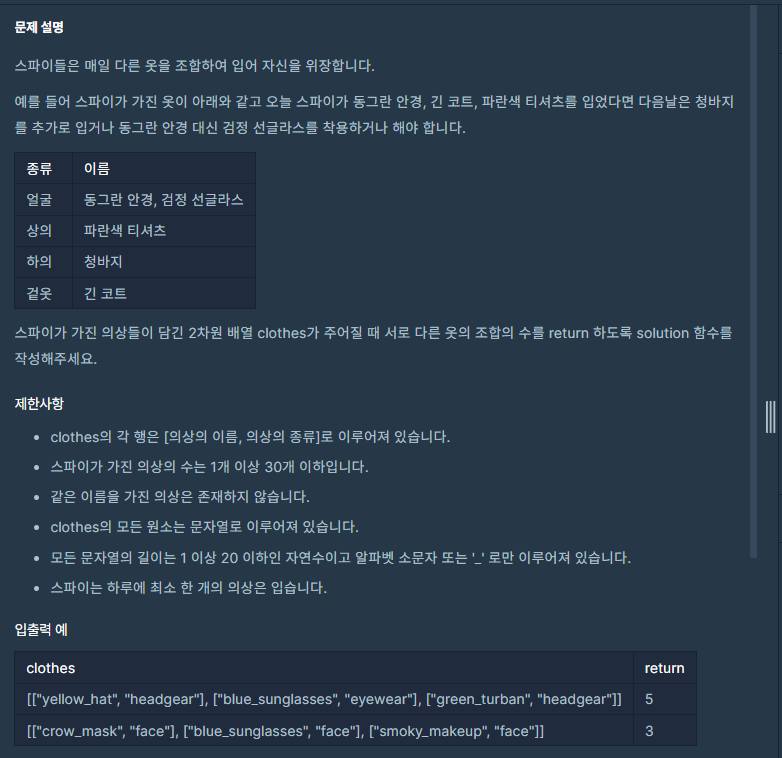 문제 설명
스파이들은 매일 다른 옷을 조합하여 입어 자신을 위장합니다.
예를 들어 스파이가 가진 옷이 아래와 같고 오늘 스파이가 동그란 안경, 긴 코트, 파란색 티셔츠를 입었다면 다음날은 청바지
를 추가로 입거나 동그란 안경 대신 검정 선글라스를 착용하거나 해야 합니다.
종류 이름
얼굴 동그란 안경, 검정 선글라스
상의 파란색 티셔츠
하의 청바지
겉옷 긴 코트
스파이가 가진 의상들이 담긴 2차원 배열 clothes가 주어질 때 서로 다른 옷의 조합의 수를 return 하도록 solution 함수를
작성해주세요.
제한사항
• clothes의 각 행은 [의상의 이름, 의상의 종류]로 이루어져 있습니다.
• 스파이가 가진 의상의 수는 1개 이상 30개 이하입니다.
• 같은 이름을 가진 의상은 존재하지 않습니다.
• clothes의 모든 원소는 문자열로 이루어져 있습니다.
• 모든 문자열의 길이는 1 이상 20 이하인 자연수이고 알파벳 소문자 또는 '_' 로만 이루어져 있습니다.
• 스파이는 하루에 최소 한 개의 의상은 입습니다.
입출력 예
clothes return
[["yellow_hat", "headgear"], ["blue_sunglasses", "eyewear"], ["green_turban", "headgear"]] 5
[["crow_mask", "face"], ["blue_sunglasses", "face"], ["smoky_makeup", "face"]] 3